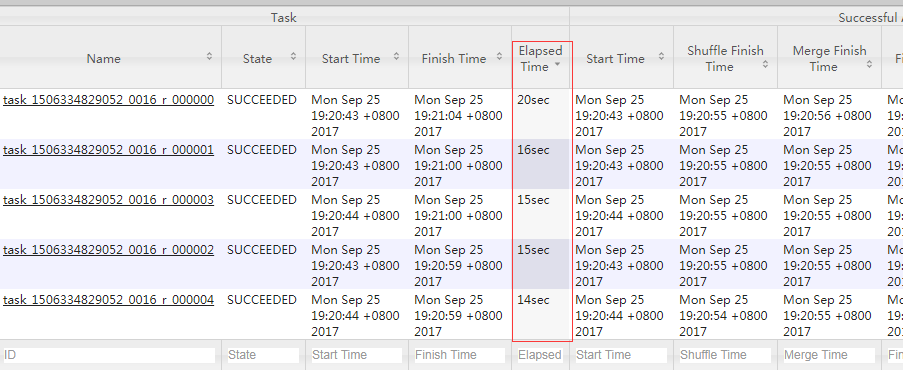 Task
Successful A
Name
State
Start Time
Finish Time
Elapsed
Time
Start Time
Shuffle Finish
Time
Merge Finish
Time
task_1506334829052_0016_r_000000
SUCCEEDED
Mon Sep 25
19:20:43 +0800
2017
Mon Sep 25
19:21:04 +0800
2017
20sec
Mon Sep 25
19:20:43 +0800
2017
Mon Sep 25
19:20:55 +0800
2017
Mon Sep 25
19:20:56 +0800
2017
task_1506334829052_0016_r_000001
SUCCEEDED
Mon Sep 25
19:20:43 +0800
2017
Mon Sep 25
19:21:00 +0800
2017
16sec
Mon Sep 25
19:20:43 +0800
2017
Mon Sep 25
19:20:55 +0800
2017
Mon Sep 25
19:20:55 +0800
2017
task_1506334829052_0016_r_000003
SUCCEEDED
Mon Sep 25
19:20:44 +0800
2017
Mon Sep 25
19:21:00 +0800
2017
15sec
Mon Sep 25
19:20:44 +0800
2017
Mon Sep 25
19:20:55 +0800
2017
Mon Sep 25
19:20:55 +0800
2017
task_1506334829052_0016_r_000002
SUCCEEDED
Mon Sep 25
19:20:43 +0800
2017
Mon Sep 25
19:20:59 +0800
2017
15sec
Mon Sep 25
19:20:43 +0800
2017
Mon Sep 25
19:20:55 +0800
2017
Mon Sep 25
19:20:55 +0800
2017
task_1506334829052_0016_r_000004
SUCCEEDED
Mon Sep 25
19:20:44 +0800
2017
Mon Sep 25
19:20:59 +0800
2017
14sec
Mon Sep 25
19:20:44 +0800
2017
Mon Sep 25
19:20:54 +0800
2017
Mon Sep 25
19:20:55 +0800
2017
ID
State
Start Time
Finish Time
Elapsed
Start Time
Shuffle Time
Merge Time